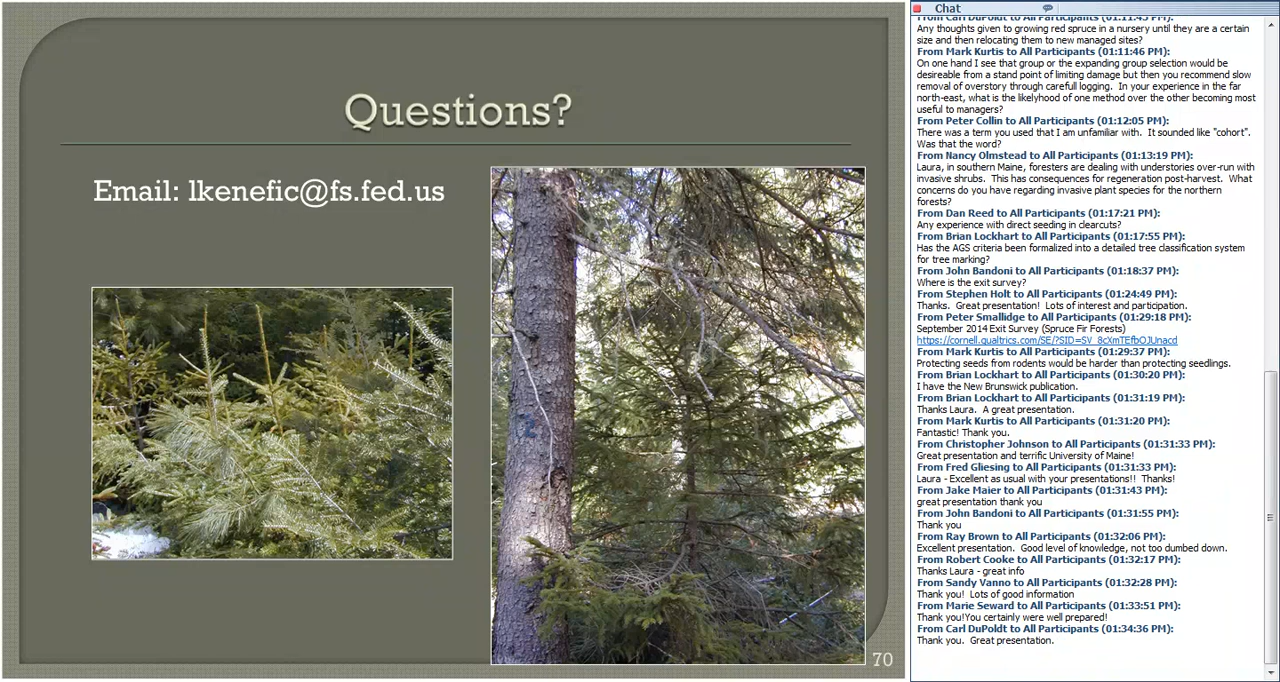 Questions?
Email: lkenefic@fs.fed.us
70
Chat
From Carl DuPoldt to All Participants (01:11:45 PM):
Any thoughts given to growing red spruce in a nursery until they are a certain
size and then relocating them to new managed sites?
From Mark Kurtis to All Participants (01:11:46 PM):
On one hand I see that group or the expanding group selection would be
desireable from a stand point of limiting damage but then you recommend slow
removal of overstory through carefull logging.  In your experience in the far
north-east, what is the likelyhood of one method over the other becoming most
useful to managers?
From Peter Collin to All Participants (01:12:05 PM):
There was a term you used that I am unfamiliar with.  It sounded like "cohort".
Was that the word?
From Nancy Olmstead to All Participants (01:13:19 PM):
Laura, in southern Maine, foresters are dealing with understories over-run with
invasive shrubs.  This has consequences for regeneration post-harvest.  What
concerns do you have regarding invasive plant species for the northern
forests?
From Dan Reed to All Participants (01:17:21 PM):
Any experience with direct seeding in clearcuts?
From Brian Lockhart to All Participants (01:17:55 PM):
Has the AGS criteria been formalized into a detailed tree classification system
for tree marking?
From John Bandoni to All Participants (01:18:37 PM):
Where is the exit survey?
From Stephen Holt to All Participants (01:24:49 PM):
Thanks.  Great presentation!  Lots of interest and participation.
From Peter Smallidge to All Participants (01:29:18 PM):
September 2014 Exit Survey (Spruce Fir Forests)
https://cornell.qualtrics.com/SE/?SID=SV_8cXmTEfbOJUnacd
From Mark Kurtis to All Participants (01:29:37 PM):
Protecting seeds from rodents would be harder than protecting seedlings.
From Brian Lockhart to All Participants (01:30:20 PM):
I have the New Brunswick publication.
From Brian Lockhart to All Participants (01:31:19 PM):
Thanks Laura.  A great presentation.
From Mark Kurtis to All Participants (01:31:20 PM):
Fantastic! Thank you.
From Christopher Johnson to All Participants (01:31:33 PM):
Great presentation and terrific University of Maine!
From Fred Gliesing to All Participants (01:31:33 PM):
Laura - Excellent as usual with your presentations!!  Thanks!
From Jake Maier to All Participants (01:31:43 PM):
great presentation thank you
From John Bandoni to All Participants (01:31:55 PM):
Thank you
From Ray Brown to All Participants (01:32:06 PM):
Excellent presentation.  Good level of knowledge, not too dumbed down.
From Robert Cooke to All Participants (01:32:17 PM):
Thanks Laura - great info
From Sandy Vanno to All Participants (01:32:28 PM):
Thank you!  Lots of good information
From Marie Seward to All Participants (01:33:51 PM):
Thank you!You certainly were well prepared!
From Carl DuPoldt to All Participants (01:34:36 PM):
Thank you.  Great presentation.